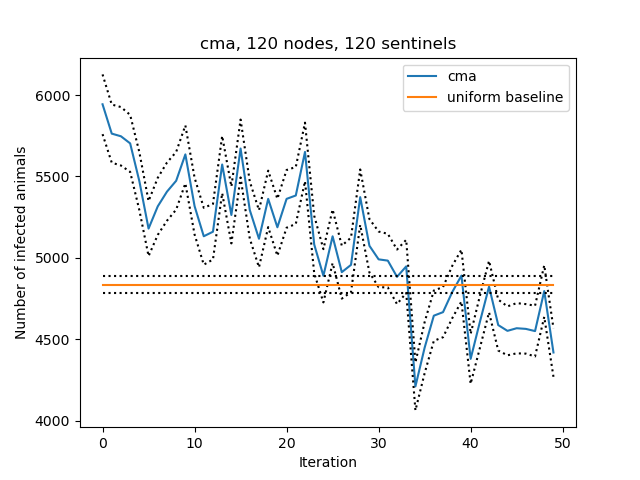 cma, 120 nodes, 120 sentinels
cma
uniform baseline
Number of infected animals
6000
5500
5000
4500
4000
0 10 20 30 40 50
Iteration